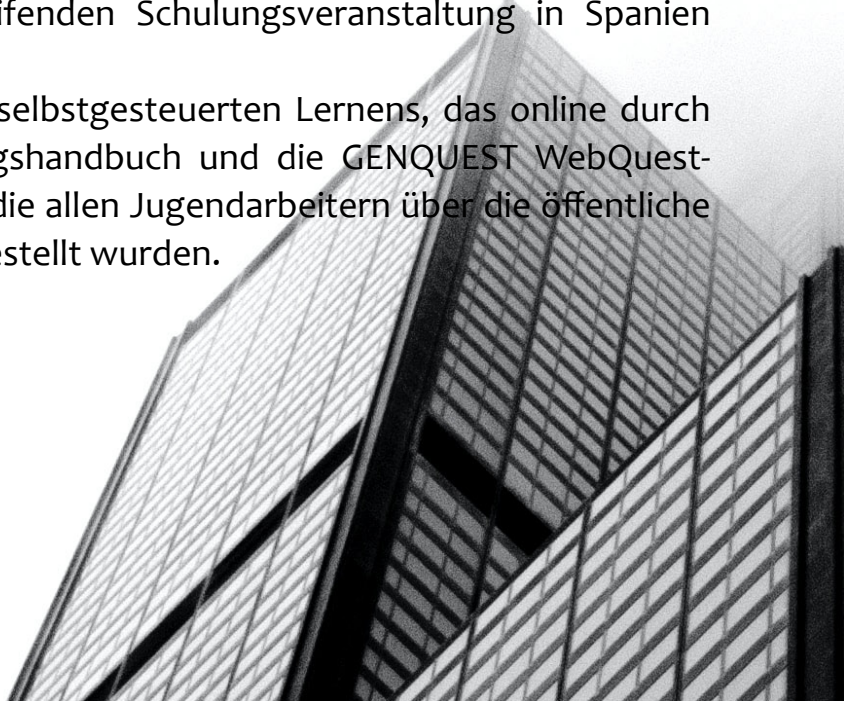 ifenden Schulungsveranstaltung in Spanien
selbstgesteuerten Lernens, das online durch
gshandbuch und die GENQUEST WebQuest-
die allen Jugendarbeitern über die öffentliche
estellt wurden.